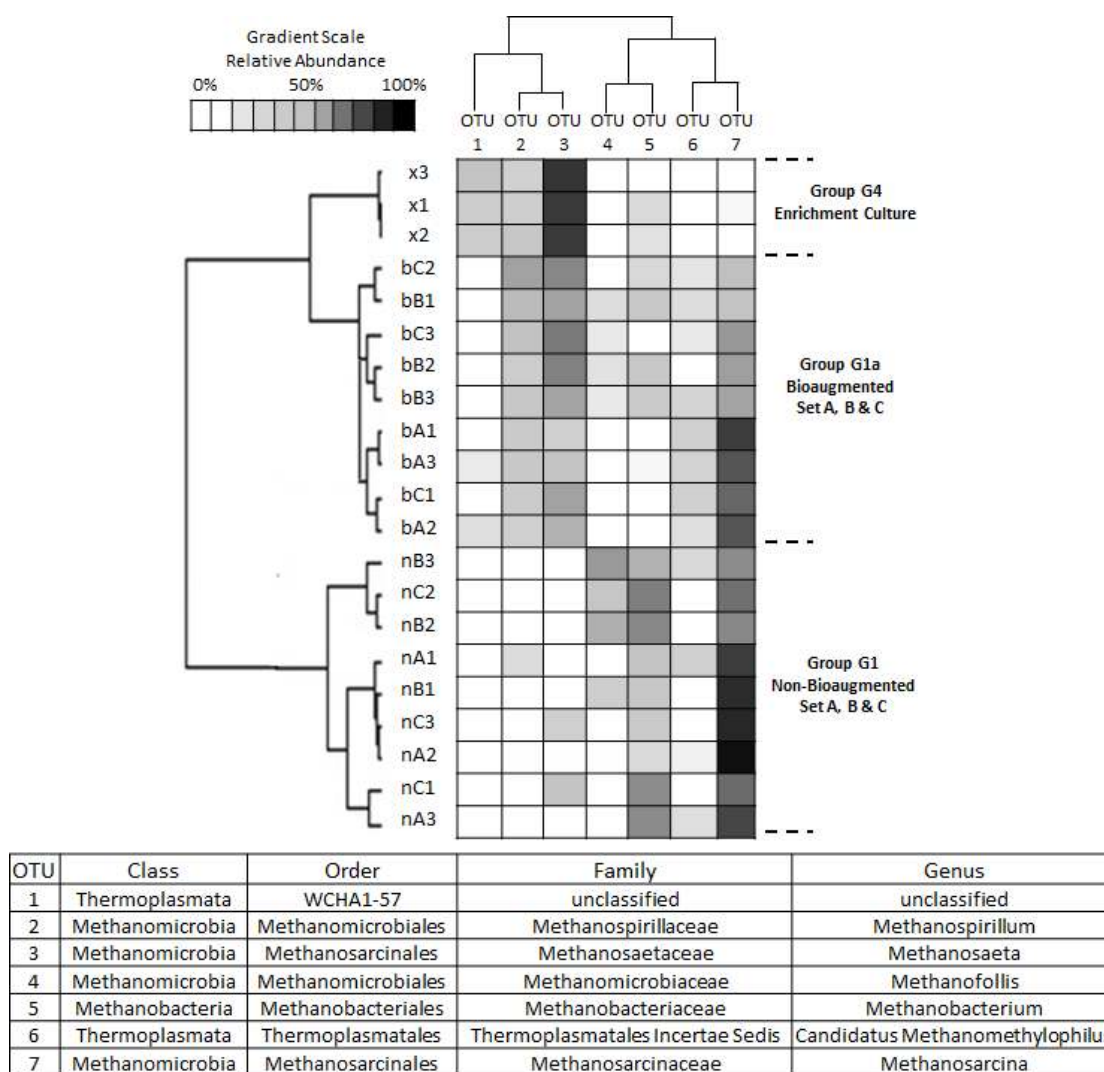 Gradient Scale
Relative Abundance
0% 50% 100%
OTU OTU OTU OTU OTU OTU OTU
1 2 3 4 5 6 7
x3
x1
x2
Group G4
Enrichment Culture
bC2
bB1
bC3
bB2
bB3
bA1
bA3
bC1
bA2
Group G1a
Bioaugmented
Set A, B & C
nB3
nC2
nB2
nA1
nB1
nC3
nA2
nC1
nA3
Group G1
Non-Bioaugmented
Set A, B & C
OTU Class Order Family Genus
1 Thermoplasmata WCHA1-57 unclassified unclassified
2 Methanomicrobia Methanomicrobiales Methanospirillaceae Methanospirillum
3 Methanomicrobia Methanosarcinales Methanosaetaceae Methanosaeta
4 Methanomicrobia Methanomicrobiales Methanomicrobiaceae Methanofollis
5 Methanobacteria Methanobacteriales Methanobacteriaceae Methanobacterium
6 Thermoplasmata Thermoplasmatales Thermoplasmatales Incertae Sedis Candidatus Methanomethylophilu
7 Methanomicrobia Methanosarcinales Methanosarcinaceae Methanosarcina